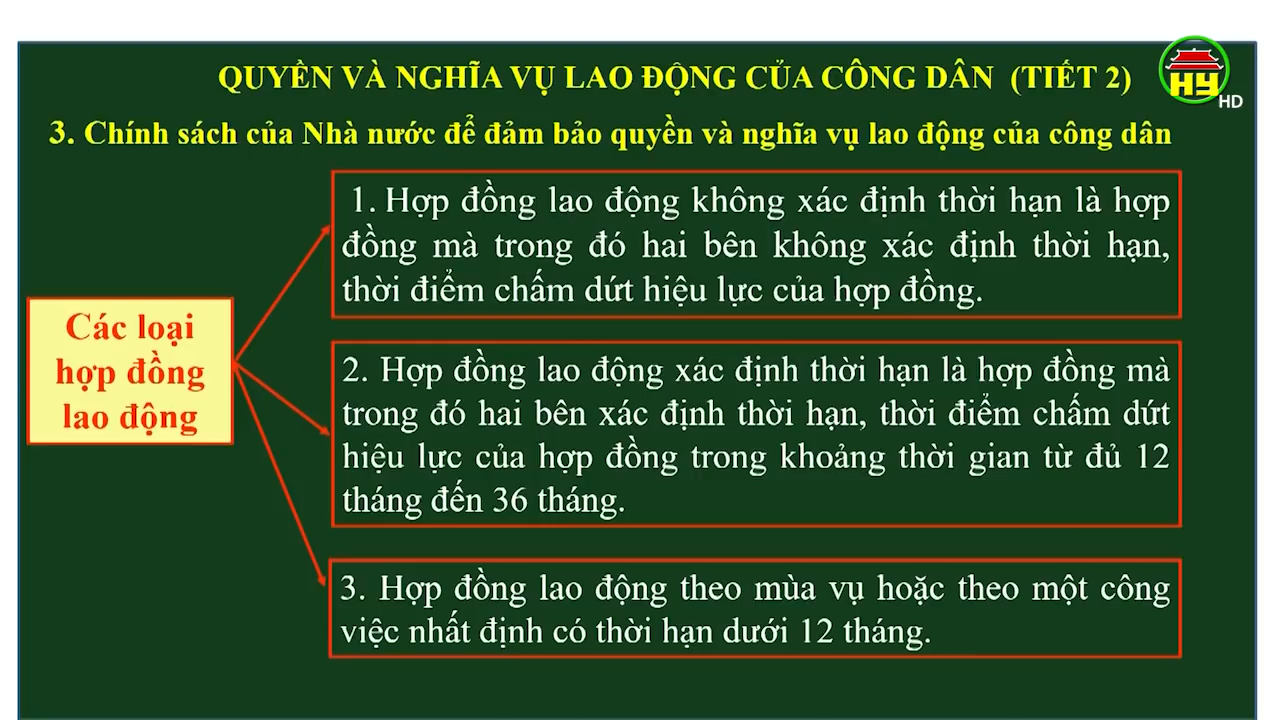 QUYỀN VÀ NGHĨA VỤ LAO ĐỘNG CỦA CÔNG DÂN (TIẾT 2)
HY
HD
3. Chính sách của Nhà nước để đảm bảo quyền và nghĩa vụ lao động của công dân
Các loại
hợp đồng
lao động
1. Hợp đồng lao động không xác định thời hạn là hợp
đồng mà trong đó hai bên không xác định thời hạn,
thời điểm chấm dứt hiệu lực của hợp đồng.
2. Hợp đồng lao động xác định thời hạn là hợp đồng mà
trong đó hai bên xác định thời hạn, thời điểm chấm dứt
hiệu lực của hợp đồng trong khoảng thời gian từ đủ 12
tháng đến 36 tháng.
3. Hợp đồng lao động theo mùa vụ hoặc theo một công
việc nhất định có thời hạn dưới 12 tháng.